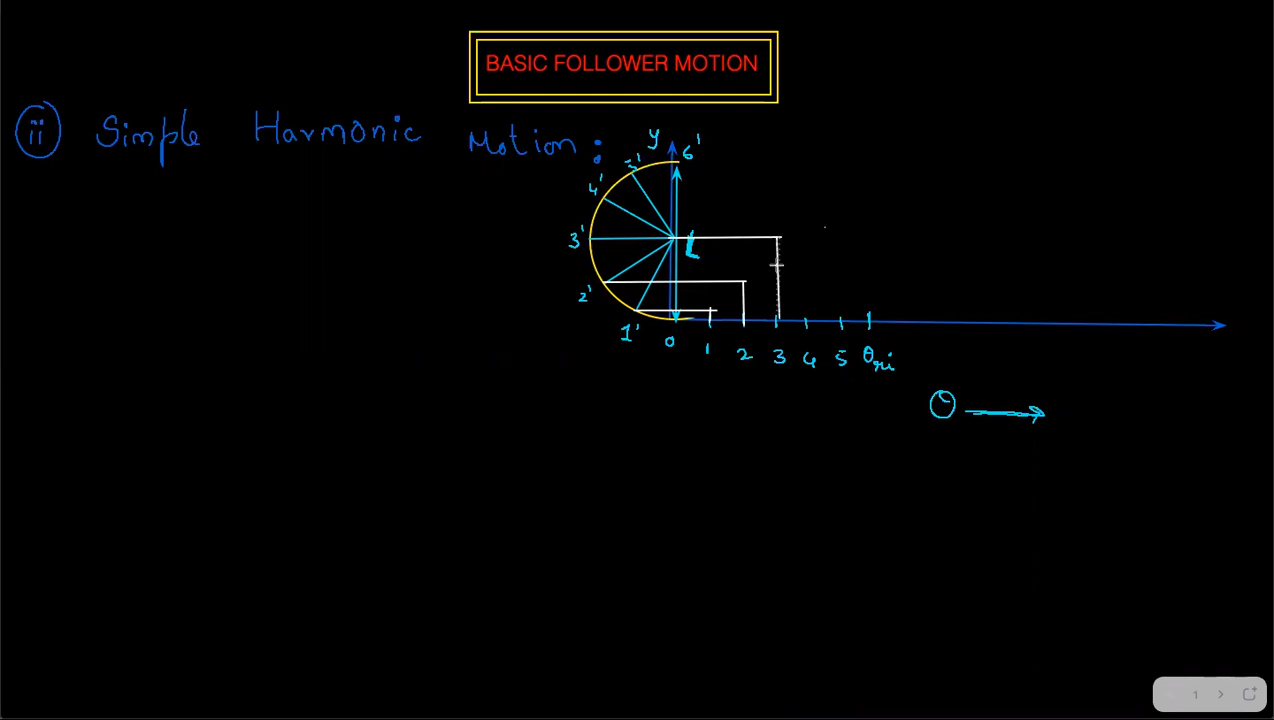 BASIC FOLLOWER MOTION
ii Simple Harmonic Motion :
y
6'
5'
4'
3'
L
2'
1'
0 1 2 3 4 5 θri
θ
1